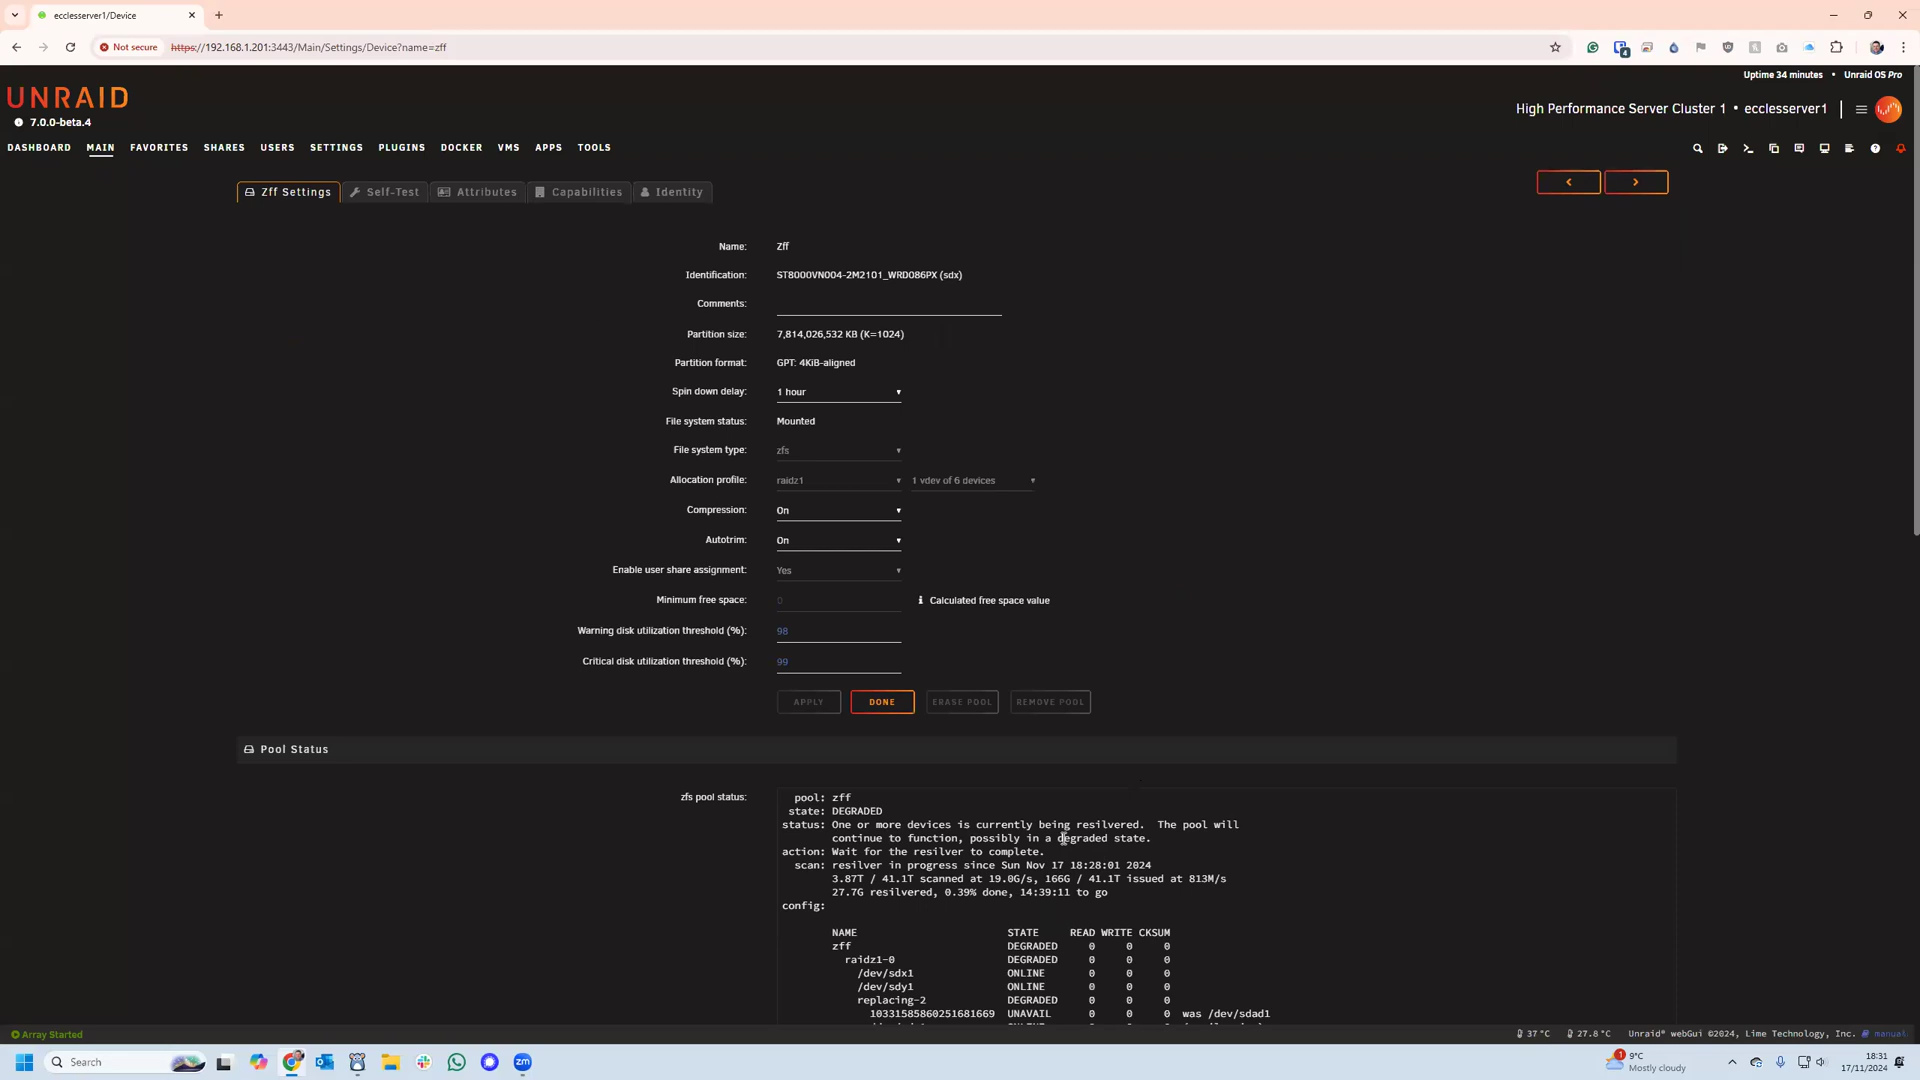 ecclesserver1/Device
Not secure
https://192.168.1.201:3443/Main/Settings/Device?name=zff
4
Uptime 34 minutes • Unraid OS Pro
UNRAID
7.0.0-beta.4
High Performance Server Cluster 1 • ecclesserver1
DASHBOARD MAIN FAVORITES SHARES USERS SETTINGS PLUGINS DOCKER VMS APPS TOOLS
Zff Settings Self-Test Attributes Capabilities Identity
Name: Zff
Identification: ST8000VN004-2M2101_WRD086PX (sdx)
Comments:
Partition size: 7,814,026,532 KB (K=1024)
Partition format: GPT: 4KiB-aligned
Spin down delay: 1 hour
File system status: Mounted
File system type: zfs
Allocation profile: raidz1 1 vdev of 6 devices
Compression: On
Autotrim: On
Enable user share assignment: Yes
Minimum free space: 0 Calculated free space value
Warning disk utilization threshold (%): 98
Critical disk utilization threshold (%): 99
APPLY DONE ERASE POOL REMOVE POOL
Pool Status
zfs pool status:
pool: zff
state: DEGRADED
status: One or more devices is currently being resilvered. The pool will
continue to function, possibly in a degraded state.
action: Wait for the resilver to complete.
scan: resilver in progress since Sun Nov 17 18:28:01 2024
3.87T / 41.1T scanned at 19.0G/s, 166G / 41.1T issued at 813M/s
27.7G resilvered, 0.39% done, 14:39:11 to go
config:
NAME STATE READ WRITE CKSUM
zff DEGRADED 0 0 0
raidz1-0 DEGRADED 0 0 0
/dev/sdx1 ONLINE 0 0 0
/dev/sdy1 ONLINE 0 0 0
replacing-2 DEGRADED 0 0 0
10331585860251681669 UNAVAIL 0 0 0 was /dev/sdad1
Array Started
37 °C 27.8 °C Unraid® webGui ©2024, Lime Technology, Inc. manual
Search
zm
1
9°C
Mostly cloudy
18:31
17/11/2024